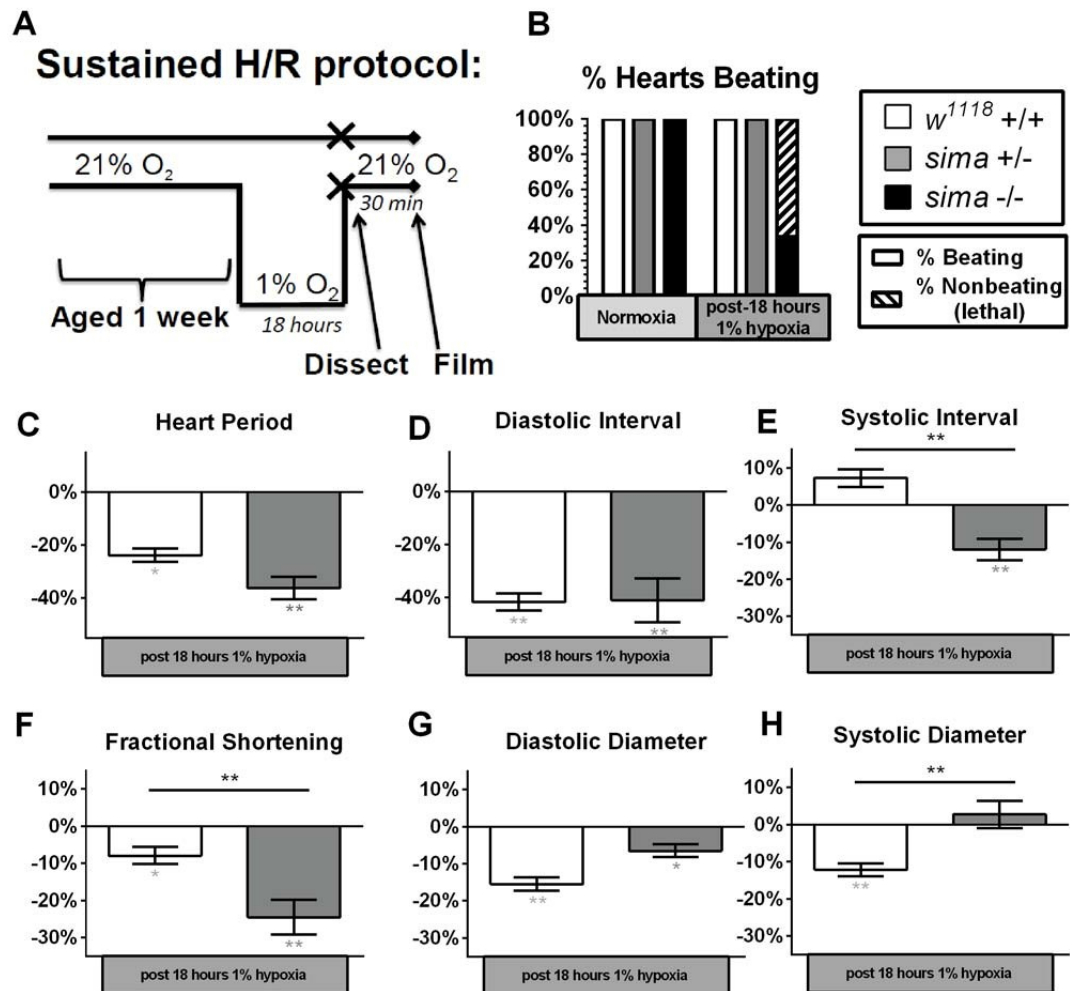 A
Sustained H/R protocol:
21% O₂
21% O₂
30 min
1% O₂
Aged 1 week
18 hours
Dissect
Film
B
% Hearts Beating
100%
80%
60%
40%
20%
0%
Normoxia
post-18 hours
1% hypoxia
w¹¹¹⁸ +/+
sima +/-
sima -/-
% Beating
% Nonbeating
(lethal)
C
Heart Period
0%
-20%
-40%
*
**
post 18 hours 1% hypoxia
D
Diastolic Interval
0%
-20%
-40%
**
**
post 18 hours 1% hypoxia
E
Systolic Interval
**
10%
0%
-10%
-20%
-30%
**
post 18 hours 1% hypoxia
F
Fractional Shortening
**
10%
0%
-10%
-20%
-30%
*
**
post 18 hours 1% hypoxia
G
Diastolic Diameter
10%
0%
-10%
-20%
-30%
**
*
post 18 hours 1% hypoxia
H
Systolic Diameter
**
10%
0%
-10%
-20%
-30%
**
post 18 hours 1% hypoxia